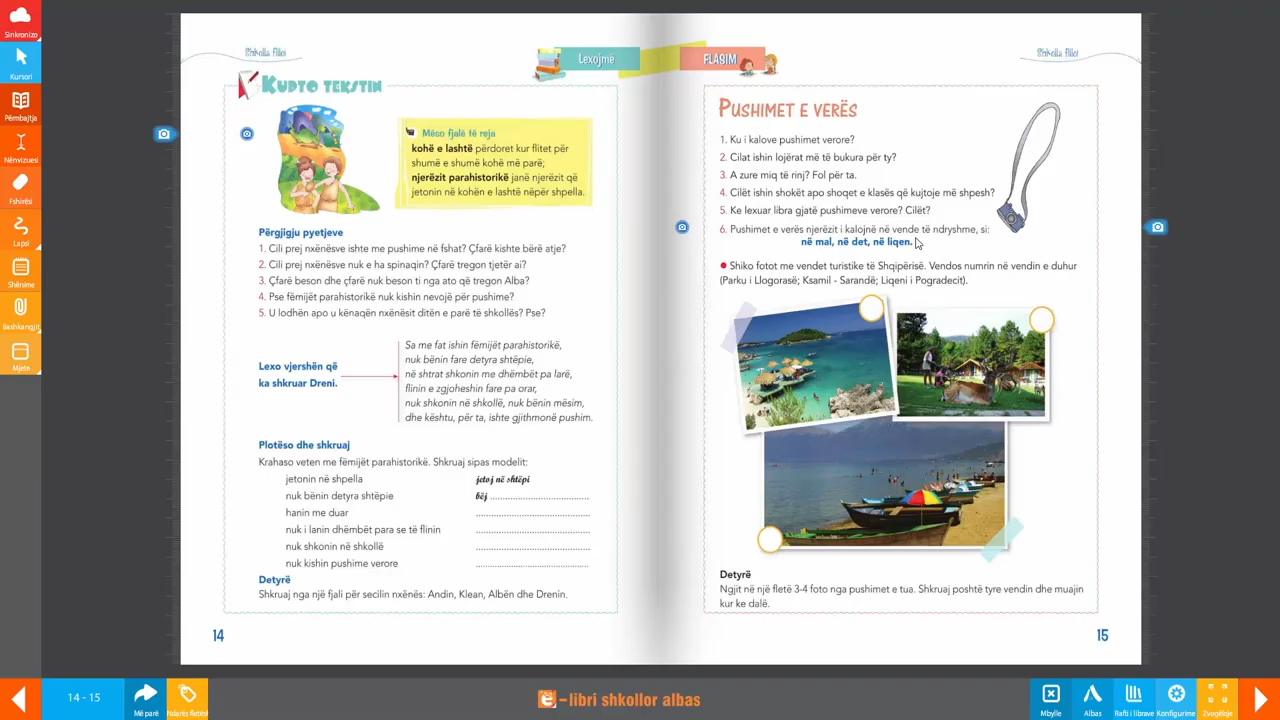 Sinkronizo
Kursori
Përmbajtja
Nënvizuesi
Fshirësi
Lapsi
Shënime
Bashkangjit
Mjete
Shkolla filloi
Lexojmë
KUPTO TEKSTIN
Mëso fjalë të reja
kohë e lashtë përdoret kur flitet për
shumë e shumë kohë më parë;
njerëzit parahistorikë janë njerëzit që
jetonin në kohën e lashtë nëpër shpella.
Përgjigju pyetjeve
1. Cili prej nxënësve ishte me pushime në fshat? Çfarë kishte bërë atje?
2. Cili prej nxënësve nuk e ha spinaqin? Çfarë tregon tjetër ai?
3. Çfarë beson dhe çfarë nuk beson ti nga ato që tregon Alba?
4. Pse fëmijët parahistorikë nuk kishin nevojë për pushime?
5. U lodhën apo u kënaqën nxënësit ditën e parë të shkollës? Pse?
Lexo vjershën që
ka shkruar Dreni.
Sa me fat ishin fëmijët parahistorikë,
nuk bënin fare detyra shtëpie,
në shtrat shkonin me dhëmbët pa larë,
flinin e zgjoheshin fare pa orar,
nuk shkonin në shkollë, nuk bënin mësim,
dhe kështu, për ta, ishte gjithmonë pushim.
Plotëso dhe shkruaj
Krahaso veten me fëmijët parahistorikë. Shkruaj sipas modelit:
jetonin në shpella jetoj në shtëpi
nuk bënin detyra shtëpie bëj ....................................
hanin me duar ..........................................
nuk i lanin dhëmbët para se të flinin ..........................................
nuk shkonin në shkollë ..........................................
nuk kishin pushime verore ..........................................
Detyrë
Shkruaj nga një fjali për secilin nxënës: Andin, Klean, Albën dhe Drenin.
14
FLASIM
Shkolla filloi
PUSHIMET E VERËS
1. Ku i kalove pushimet verore?
2. Cilat ishin lojërat më të bukura për ty?
3. A zure miq të rinj? Fol për ta.
4. Cilët ishin shokët apo shoqet e klasës që kujtoje më shpesh?
5. Ke lexuar libra gjatë pushimeve verore? Cilët?
6. Pushimet e verës njerëzit i kalojnë në vende të ndryshme, si:
në mal, në det, në liqen.
● Shiko fotot me vendet turistike të Shqipërisë. Vendos numrin në vendin e duhur
(Parku i Llogorasë; Ksamil - Sarandë; Liqeni i Pogradecit).
Detyrë
Ngjit në një fletë 3-4 foto nga pushimet e tua. Shkruaj poshtë tyre vendin dhe muajin
kur ke dalë.
15
14 - 15
Më parë
Ndarës fletësh
e-libri shkollor albas
Mbylle
Albas
Rafti i librave
Konfigurime
Zvogëloje